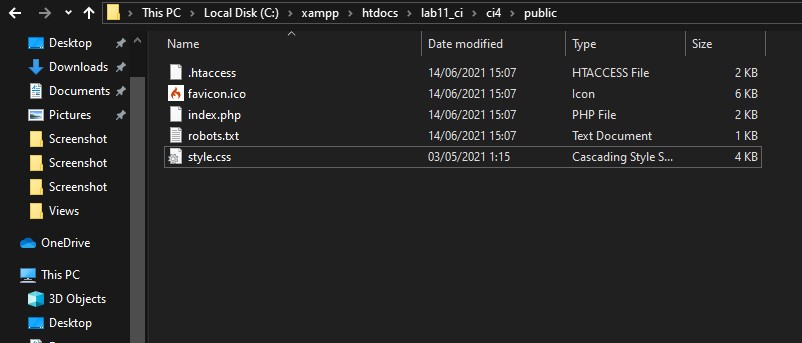 This PC > Local Disk (C:) > xampp > htdocs > lab11_ci > ci4 > public
Name Date modified Type Size
Desktop
Downloads
Documents
Pictures
Screenshot
Screenshot
Screenshot
Views
OneDrive
This PC
3D Objects
Desktop
.htaccess 14/06/2021 15:07 HTACCESS File 2 KB
favicon.ico 14/06/2021 15:07 Icon 6 KB
index.php 14/06/2021 15:07 PHP File 2 KB
robots.txt 14/06/2021 15:07 Text Document 1 KB
style.css 03/05/2021 1:15 Cascading Style S... 4 KB